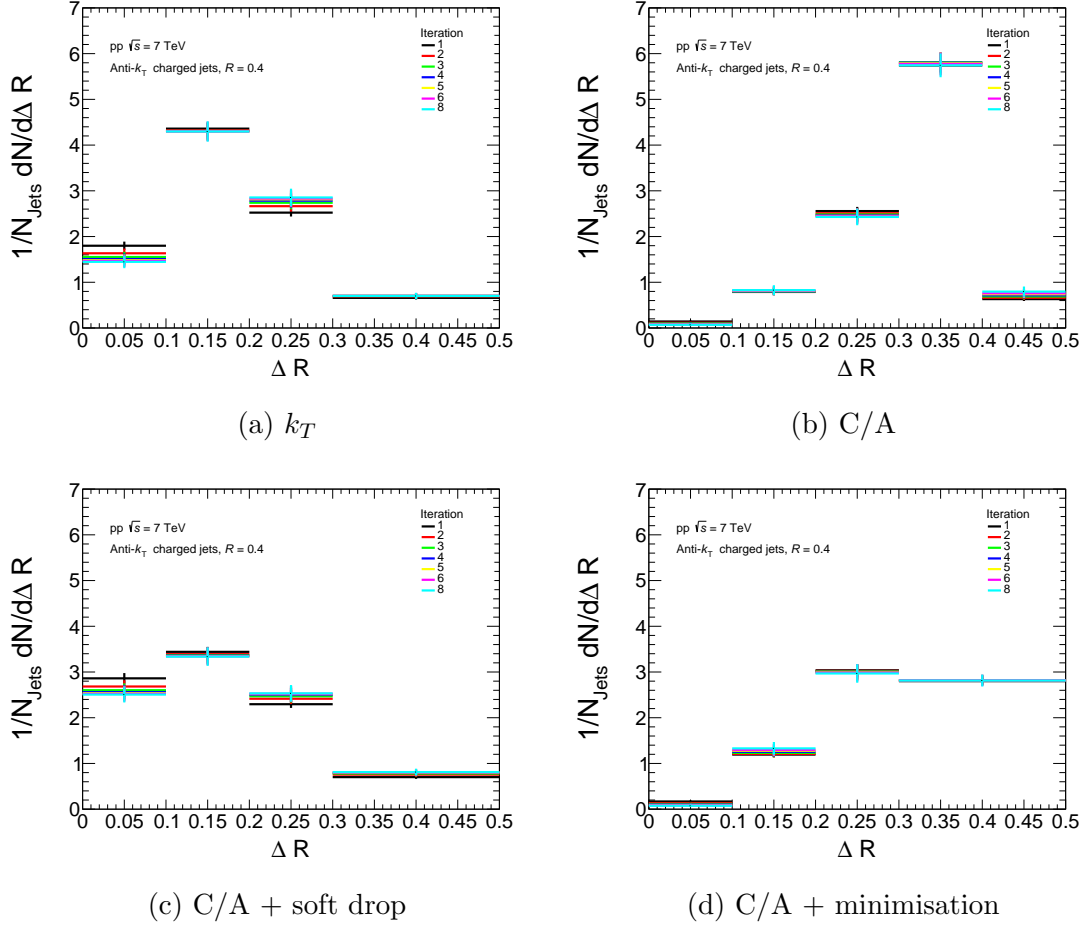 7
6
5
4
3
2
1
0
1/N_Jets dN/dΔ R
pp √s = 7 TeV
Anti-k_T charged jets, R = 0.4
Iteration
1
2
3
4
5
6
8
0 0.05 0.1 0.15 0.2 0.25 0.3 0.35 0.4 0.45 0.5
Δ R
(a) k_T
7
6
5
4
3
2
1
0
1/N_Jets dN/dΔ R
pp √s = 7 TeV
Anti-k_T charged jets, R = 0.4
Iteration
1
2
3
4
5
6
8
0 0.05 0.1 0.15 0.2 0.25 0.3 0.35 0.4 0.45 0.5
Δ R
(b) C/A
7
6
5
4
3
2
1
0
1/N_Jets dN/dΔ R
pp √s = 7 TeV
Anti-k_T charged jets, R = 0.4
Iteration
1
2
3
4
5
6
8
0 0.05 0.1 0.15 0.2 0.25 0.3 0.35 0.4 0.45 0.5
Δ R
(c) C/A + soft drop
7
6
5
4
3
2
1
0
1/N_Jets dN/dΔ R
pp √s = 7 TeV
Anti-k_T charged jets, R = 0.4
Iteration
1
2
3
4
5
6
8
0 0.05 0.1 0.15 0.2 0.25 0.3 0.35 0.4 0.45 0.5
Δ R
(d) C/A + minimisation